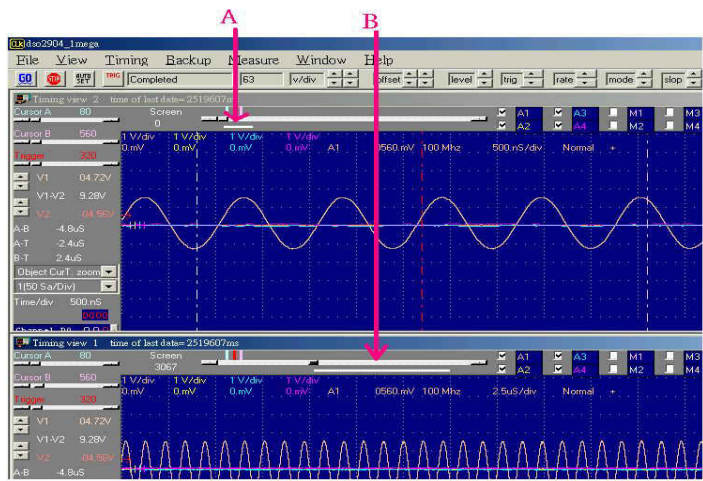 A B
CLK dso2904_1mega
File View Timing Backup Measure Window Help
GO STOP AUTO SET TRIG Completed 63 v/div offset level trig rate mode slop
Timing view 2 time of last data= 2519607ms
Cursor A 80 Screen A1 A3 M1 M3
0 A2 A4 M2 M4
Cursor B 560 1 V/div 1 V/div 1 V/div 1 V/div
0.mV 0.mV 0.mV 0.mV A1 0560.mV 100 Mhz 500.nS/div Normal +
Trigger 320
V1 04.72V
V1-V2 9.28V
V2 -04.56V
A-B -4.8uS
A-T -2.4uS
B-T 2.4uS
Object CurT. zoom
1(50 Sa/Div)
Time/div 500.nS
0000
Timing view 1 time of last data= 2519607ms
Cursor A 80 Screen A1 A3 M1 M3
3067 A2 A4 M2 M4
Cursor B 560 1 V/div 1 V/div 1 V/div 1 V/div
0.mV 0.mV 0.mV 0.mV A1 0560.mV 100 Mhz 2.5uS/div Normal +
Trigger 320
V1 04.72V
V1-V2 9.28V
V2 -04.56V
A-B -4.8uS